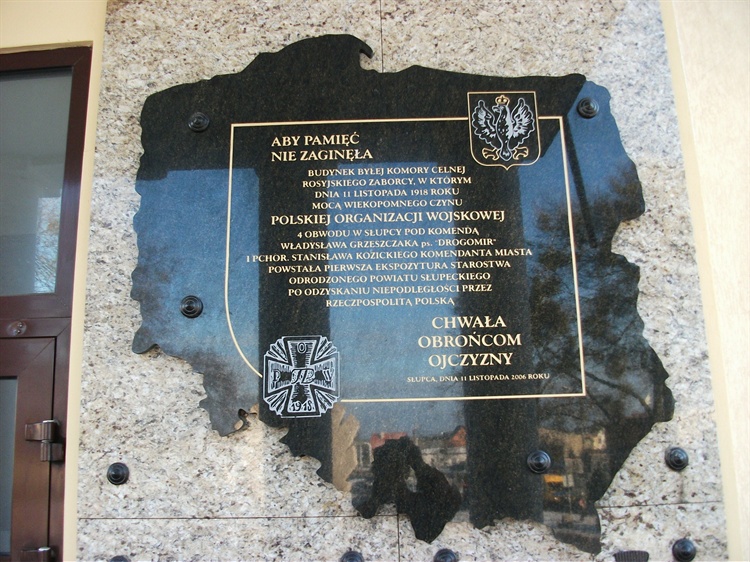 ABY PAMIĘĆ
NIE ZAGINĘŁA
BUDYNEK BYŁEJ KOMORY CELNEJ
ROSYJSKIEGO ZABORCY, W KTÓRYM
DNIA 11 LISTOPADA 1918 ROKU
MOCĄ WIEKOPOMNEGO CZYNU
POLSKIEJ ORGANIZACJI WOJSKOWEJ
4 OBWODU W SŁUPCY POD KOMENDĄ
WŁADYSŁAWA GRZESZCZAKA ps. "DROGOMIR"
I PCHOR. STANISŁAWA KOZICKIEGO KOMENDANTA MIASTA
POWSTAŁA PIERWSZA EKSPOZYTURA STAROSTWA
ODRODZONEGO POWIATU SŁUPECKIEGO
PO ODZYSKANIU NIEPODLEGŁOŚCI PRZEZ
RZECZPOSPOLITĄ POLSKĄ
CHWAŁA
OBROŃCOM
OJCZYZNY
SŁUPCA, DNIA 11 LISTOPADA 2006 ROKU
O
P JP W
1918